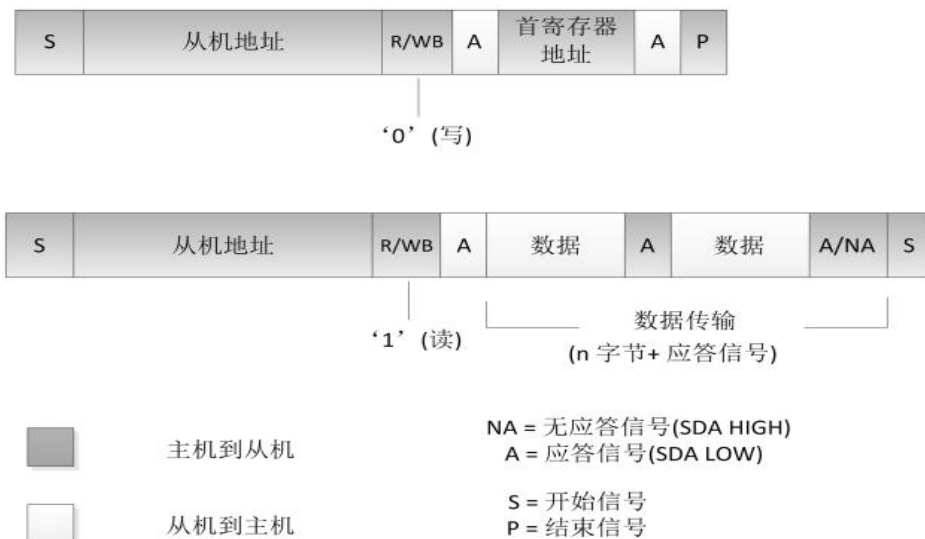 S 从机地址 R/WB A 首寄存器地址 A P
‘0’ (写)
S 从机地址 R/WB A 数据 A 数据 A/NA S
‘1’ (读)
数据传输
(n 字节+ 应答信号)
主机到从机
NA = 无应答信号(SDA HIGH)
A = 应答信号(SDA LOW)
从机到主机
S = 开始信号
P = 结束信号